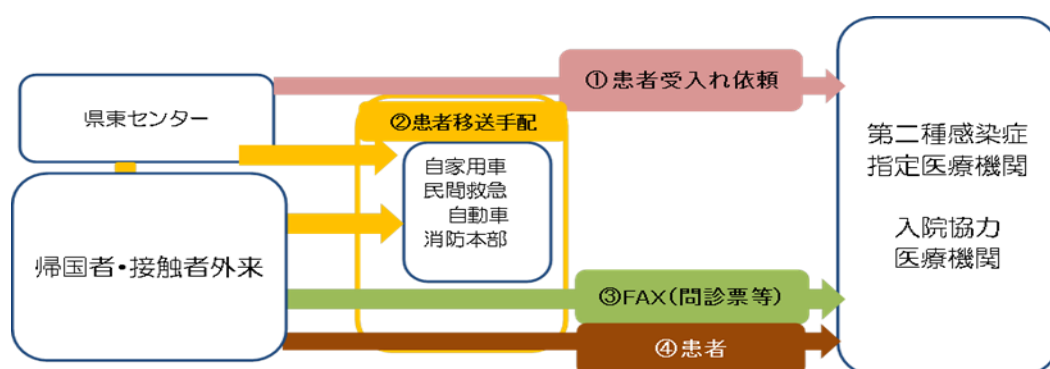 ①患者受入れ依頼
県東センター
②患者移送手配
自家用車
民間救急
自動車
消防本部
第二種感染症
指定医療機関
入院協力
医療機関
帰国者・接触者外来
③FAX(問診票等)
④患者